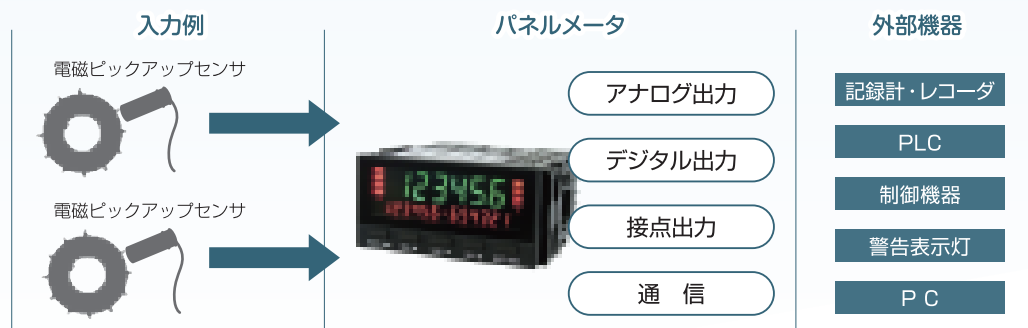 入力例
パネルメータ
外部機器
電磁ピックアップセンサ
電磁ピックアップセンサ
123456
アナログ出力
デジタル出力
接点出力
通 信
記録計・レコーダ
PLC
制御機器
警告表示灯
PC